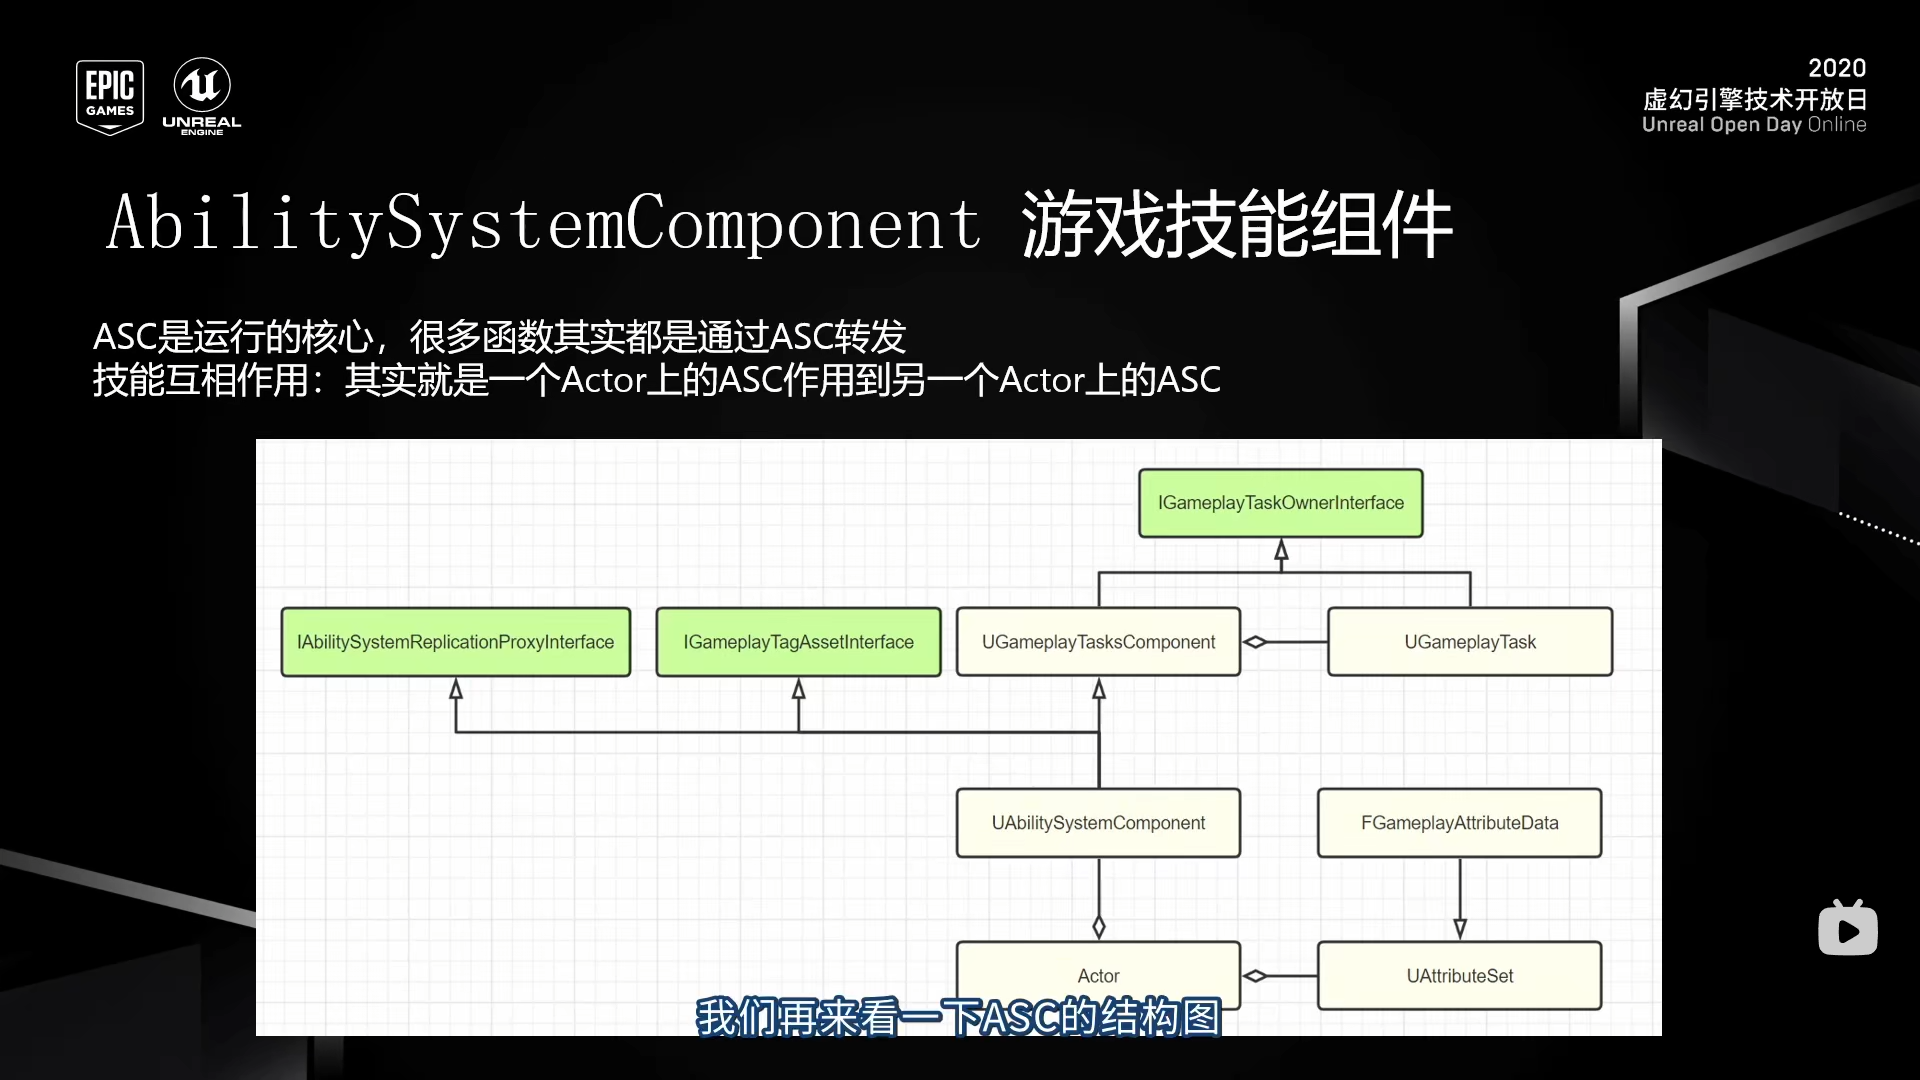 EPIC
GAMES
UNREAL
ENGINE
2020
虚幻引擎技术开放日
Unreal Open Day Online
AbilitySystemComponent 游戏技能组件
ASC是运行的核心，很多函数其实都是通过ASC转发
技能互相作用：其实就是一个Actor上的ASC作用到另一个Actor上的ASC
IGameplayTaskOwnerInterface
IAbilitySystemReplicationProxyInterface
IGameplayTagAssetInterface
UGameplayTasksComponent
UGameplayTask
UAbilitySystemComponent
FGameplayAttributeData
Actor
UAttributeSet
我们再来看一下ASC的结构图